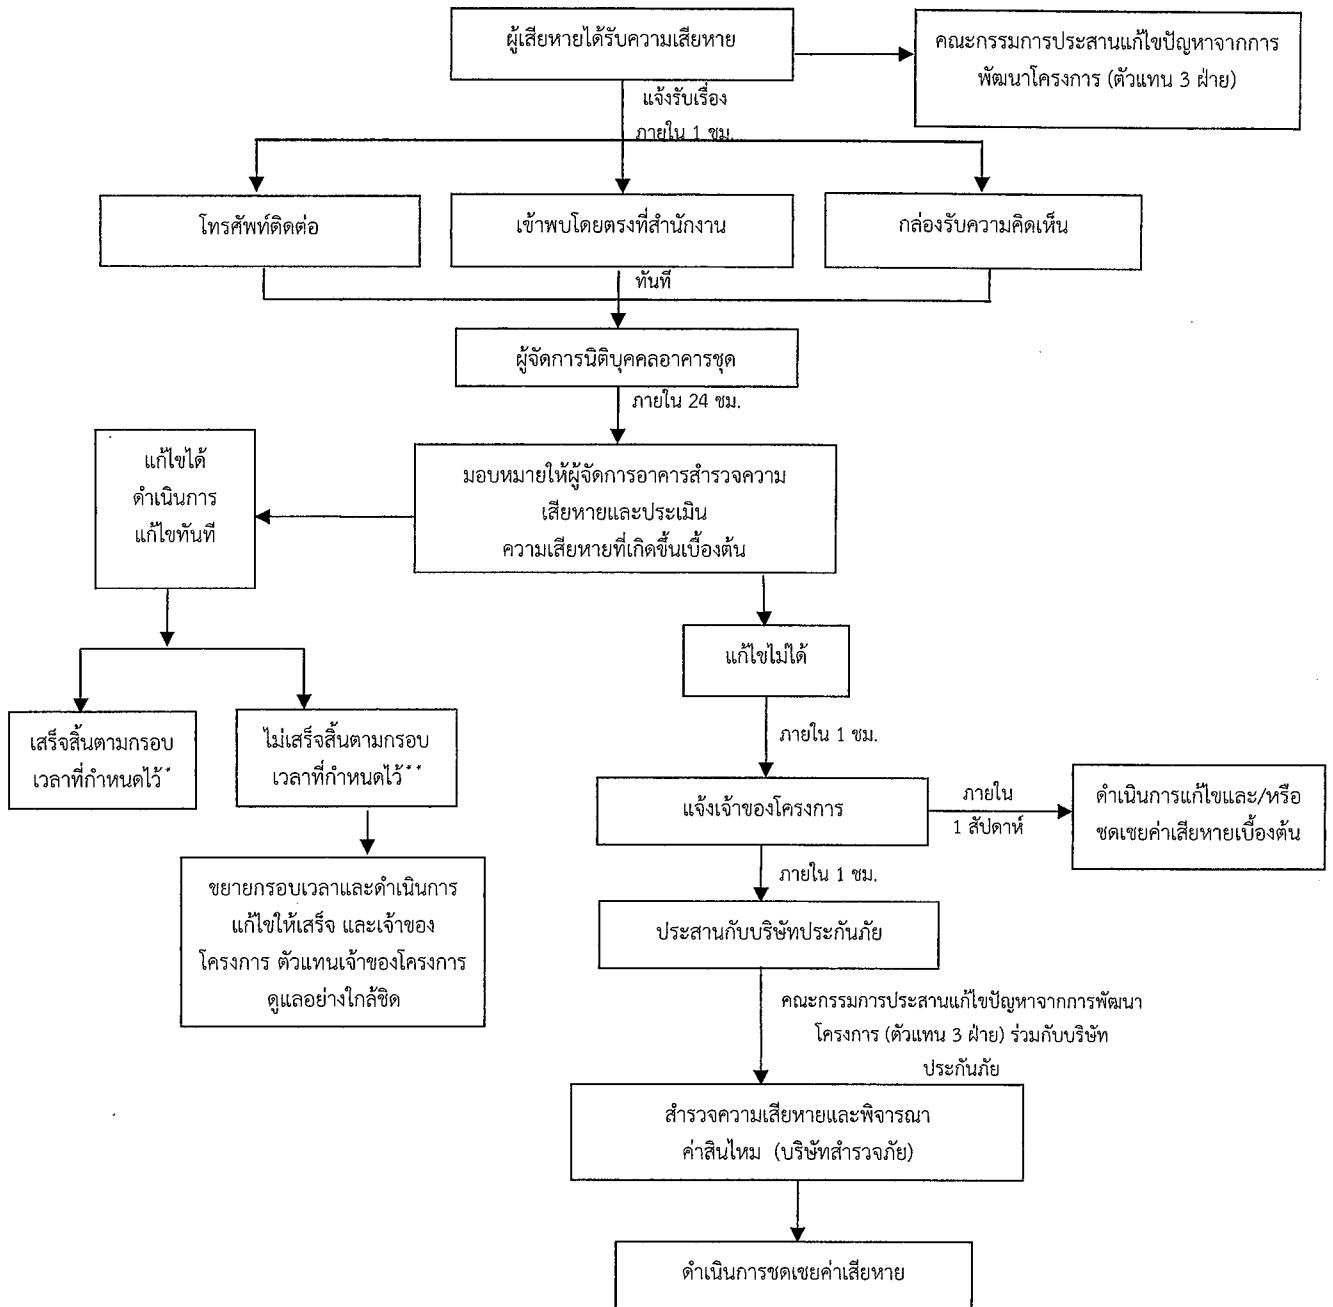 ผู้เสียหายได้รับความเสียหาย
คณะกรรมการประสานแก้ไขปัญหาจากการ
พัฒนาโครงการ (ตัวแทน 3 ฝ่าย)
แจ้งรับเรื่อง
ภายใน 1 ชม.
โทรศัพท์ติดต่อ
เข้าพบโดยตรงที่สำนักงาน
กล่องรับความคิดเห็น
ทันที
ผู้จัดการนิติบุคคลอาคารชุด
ภายใน 24 ชม.
แก้ไขได้
ดำเนินการ
แก้ไขทันที
มอบหมายให้ผู้จัดการอาคารสำรวจความ
เสียหายและประเมิน
ความเสียหายที่เกิดขึ้นเบื้องต้น
แก้ไขไม่ได้
เสร็จสิ้นตามกรอบ
เวลาที่กำหนดไว้*
ไม่เสร็จสิ้นตามกรอบ
เวลาที่กำหนดไว้**
ภายใน 1 ชม.
แจ้งเจ้าของโครงการ
ภายใน
1 สัปดาห์
ดำเนินการแก้ไขและ/หรือ
ชดเชยค่าเสียหายเบื้องต้น
ขยายกรอบเวลาและดำเนินการ
แก้ไขให้เสร็จ และเจ้าของ
โครงการ ตัวแทนเจ้าของโครงการ
ดูแลอย่างใกล้ชิด
ภายใน 1 ชม.
ประสานกับบริษัทประกันภัย
คณะกรรมการประสานแก้ไขปัญหาจากการพัฒนา
โครงการ (ตัวแทน 3 ฝ่าย) ร่วมกับบริษัท
ประกันภัย
สำรวจความเสียหายและพิจารณา
ค่าสินไหม (บริษัทสำรวจภัย)
ดำเนินการชดเชยค่าเสียหาย